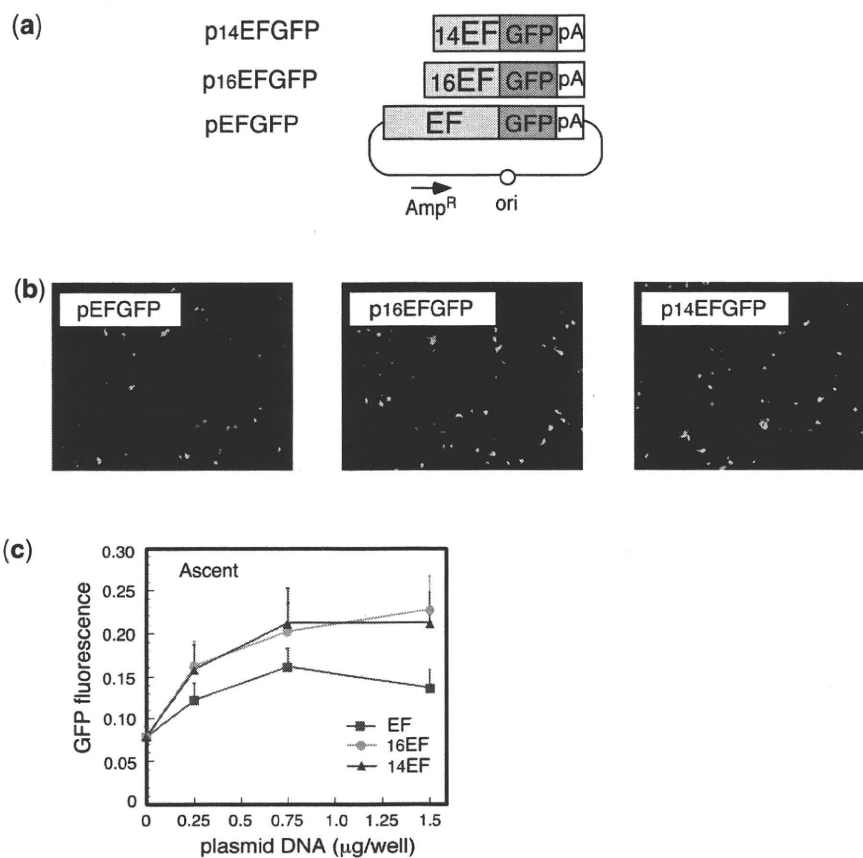 (a)
p14EFGFP 14EF GFP pA
p16EFGFP 16EF GFP pA
pEFGFP EF GFP pA
AmpR ori
(b)
pEFGFP p16EFGFP p14EFGFP
(c)
Ascent
GFP fluorescence
0.30
0.25
0.20
0.15
0.10
0.05
0
EF
16EF
14EF
0 0.25 0.50 0.75 1.0 1.25 1.5
plasmid DNA (µg/well)